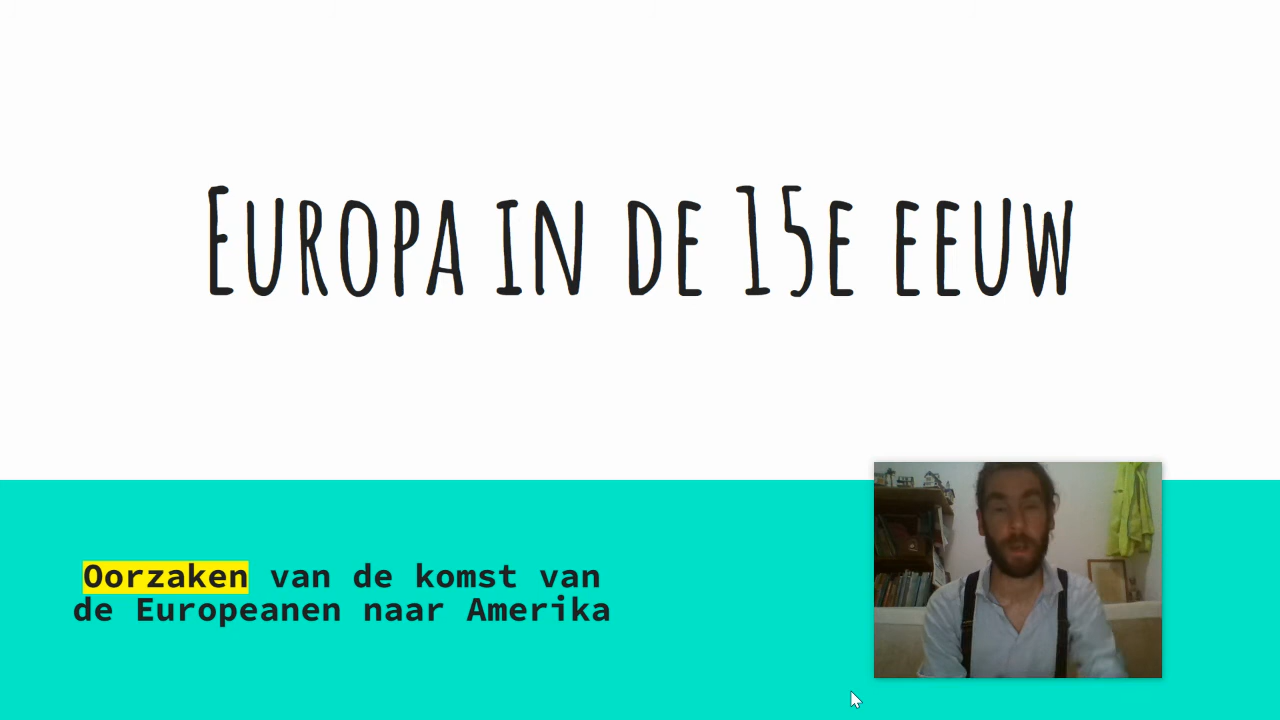 Europa in de 15e eeuw
Oorzaken van de komst van
de Europeanen naar Amerika